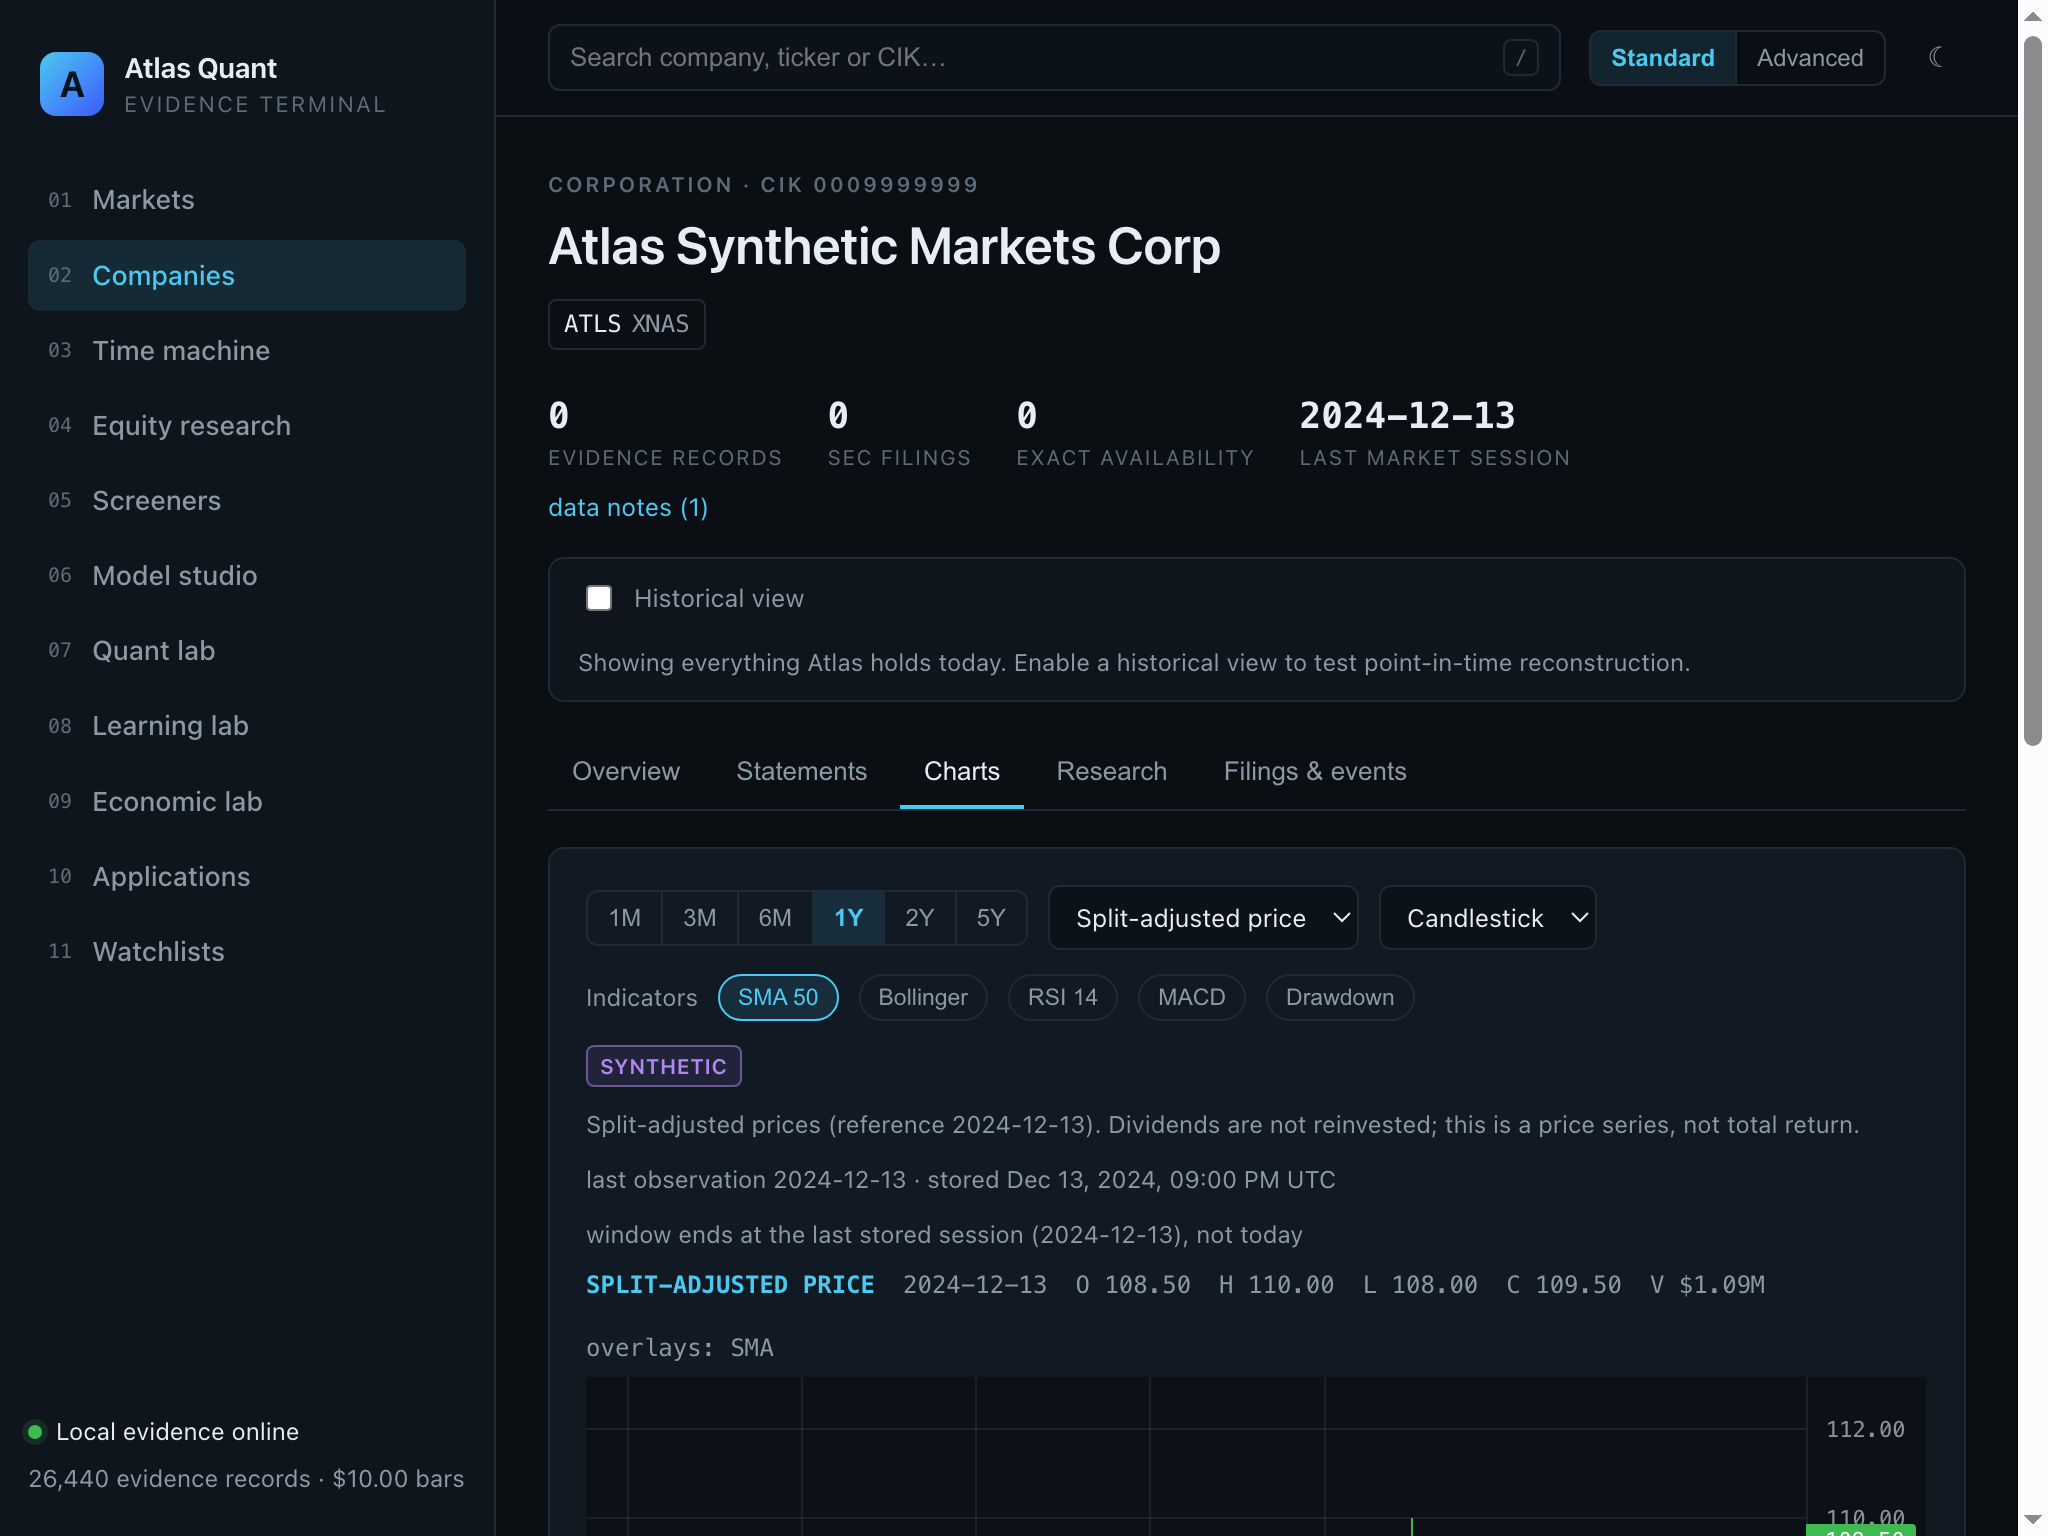 A
Atlas Quant
EVIDENCE TERMINAL
01 Markets
02 Companies
03 Time machine
04 Equity research
05 Screeners
06 Model studio
07 Quant lab
08 Learning lab
09 Economic lab
10 Applications
11 Watchlists
Local evidence online
26,440 evidence records · $10.00 bars
Search company, ticker or CIK…
/
Standard Advanced
CORPORATION · CIK 0009999999
Atlas Synthetic Markets Corp
ATLS XNAS
0 0 0 2024-12-13
EVIDENCE RECORDS SEC FILINGS EXACT AVAILABILITY LAST MARKET SESSION
data notes (1)
Historical view
Showing everything Atlas holds today. Enable a historical view to test point-in-time reconstruction.
Overview Statements Charts Research Filings & events
1M 3M 6M 1Y 2Y 5Y Split-adjusted price Candlestick
Indicators SMA 50 Bollinger RSI 14 MACD Drawdown
SYNTHETIC
Split-adjusted prices (reference 2024-12-13). Dividends are not reinvested; this is a price series, not total return.
last observation 2024-12-13 · stored Dec 13, 2024, 09:00 PM UTC
window ends at the last stored session (2024-12-13), not today
SPLIT-ADJUSTED PRICE 2024-12-13 O 108.50 H 110.00 L 108.00 C 109.50 V $1.09M
overlays: SMA
112.00
110.00